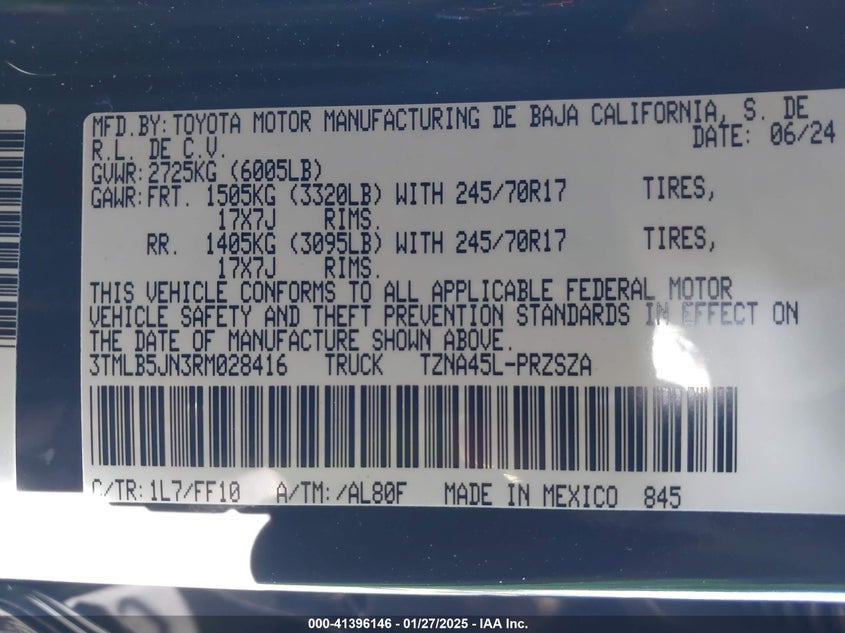 MFD.BY: TOYOTA MOTOR MANUFACTURING DE BAJA CALIFORNIA, S. DE
R.L. DE C.V. DATE: 06/24
GVWR: 2725KG (6005LB)
GAWR: FRT. 1505KG (3320LB) WITH 245/70R17 TIRES,
17X7J RIMS.
RR. 1405KG (3095LB) WITH 245/70R17 TIRES,
17X7J RIMS.
THIS VEHICLE CONFORMS TO ALL APPLICABLE FEDERAL MOTOR
VEHICLE SAFETY AND THEFT PREVENTION STANDARDS IN EFFECT ON
THE DATE OF MANUFACTURE SHOWN ABOVE.
3TMLB5JN3RM028416 TRUCK TZNA45L-PRZSZA
C/TR: 1L7/FF10 A/TM: /AL80F MADE IN MEXICO 845
000-41396146 — 01/27/2025 — IAA Inc.